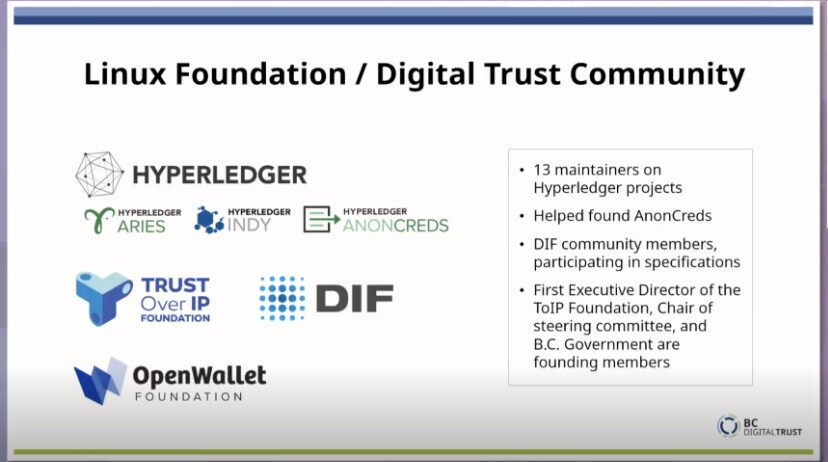 Linux Foundation / Digital Trust Community
HYPERLEDGER
HYPERLEDGER
ARIES
HYPERLEDGER
INDY
HYPERLEDGER
ANONCREDS
TRUST
Over IP
FOUNDATION
DIF
OpenWallet
FOUNDATION
• 13 maintainers on
Hyperledger projects
• Helped found AnonCreds
• DIF community members,
participating in specifications
• First Executive Director of the
ToIP Foundation, Chair of
steering committee, and
B.C. Government are
founding members
BC
DIGITALTRUST